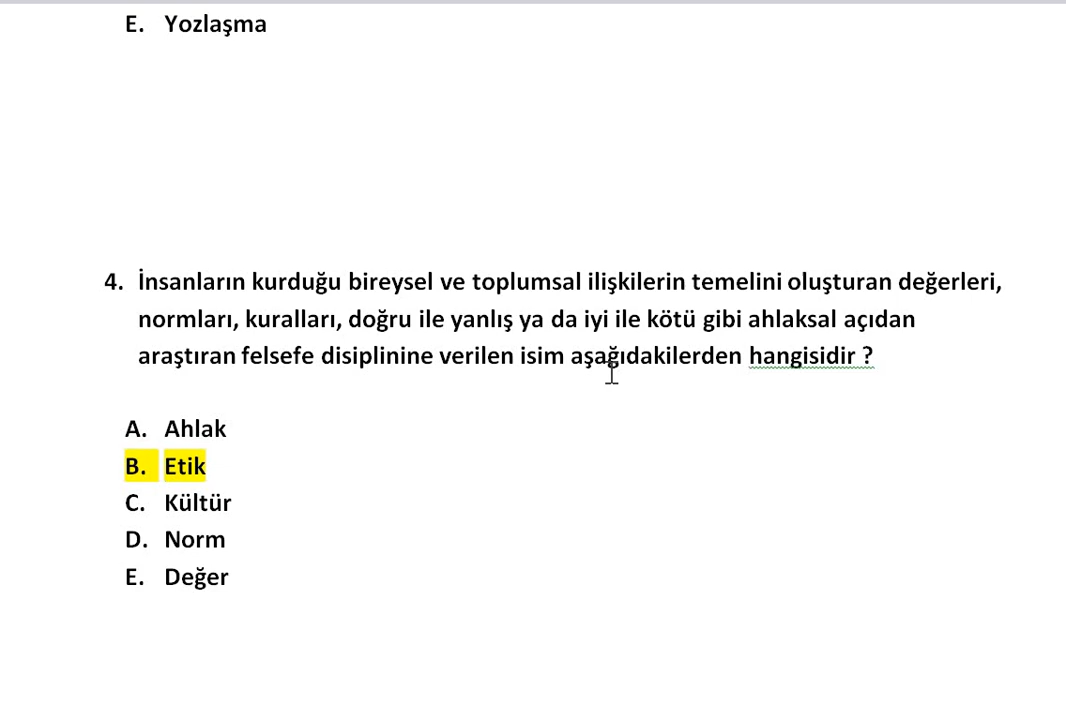 E. Yozlaşma
4. İnsanların kurduğu bireysel ve toplumsal ilişkilerin temelini oluşturan değerleri,
normları, kuralları, doğru ile yanlış ya da iyi ile kötü gibi ahlaksal açıdan
araştıran felsefe disiplinine verilen isim aşağıdakilerden hangisidir ?
A. Ahlak
B. Etik
C. Kültür
D. Norm
E. Değer